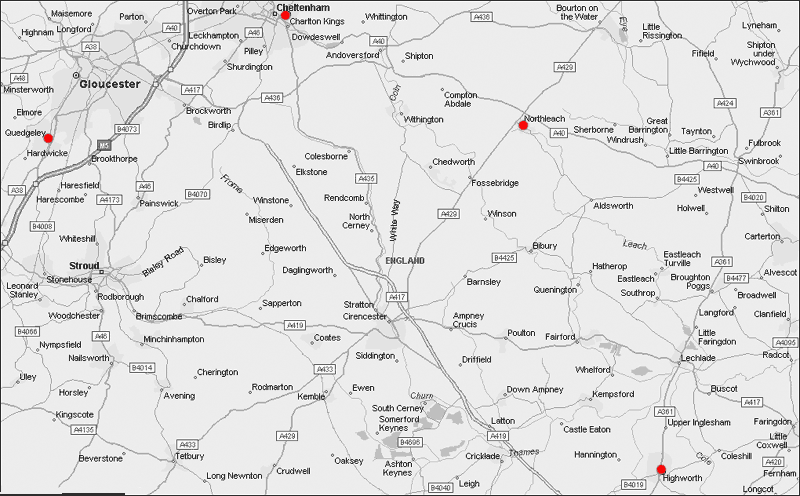 Maisemore
Longford
Highnam
Parton
A40
Overton Park
Cheltenham
Charlton Kings
Whittington
A436
Bourton on
the Water
Eye
Little
Rissington
Lyneham
Shipton
under
Wychwood
Fifield
A38
Churchdown
Leckhampton
A46
Dowdeswell
Pilley
Shurdington
Andoversford
A40
Shipton
A429
A48
Gloucester
Minsterworth
Elmore
A417
A436
Coln
Compton
Abdale
A424
A361
Brockworth
Birdlip
Withington
Northleach
A40
Sherborne
Great
Barrington
Windrush
Taynton
Little Barrington
Fulbrook
Swinbrook
A40
Quedgeley
Hardwicke
B4073
M5
Brookthorpe
Colesborne
Elkstone
Chedworth
Fossebridge
B4425
Westwell
B4020
A38
Haresfield
Harescombe
A4173
A46
Painswick
B4070
Frome
Winstone
Miserden
A435
Rendcomb
North
Cerney
White Way
A429
Winson
Aldsworth
Holwell
Shilton
B4008
Whiteshill
Bisley Road
Edgeworth
Bibury
Leach
Carterton
Stroud
Stonehouse
Bisley
Daglingworth
ENGLAND
B4425
Hatherop
Eastleach
Turville
A361
Leonard
Stanley
Rodborough
Barnsley
Quenington
Eastleach
Southrop
Broughton
Poggs
B4477
Alvescot
Broadwell
Woodchester
Chalford
Sapperton
Stratton
Cirencester
A417
Langford
Clanfield
Brimscombe
A419
Ampney
Crucis
B4066
Nympsfield
A46
Minchinhampton
Coates
Poulton
Fairford
Little
Faringdon
A4095
Radcot
Nailsworth
B4014
Siddington
Driffield
Lechlade
Uley
Cherington
A433
Whelford
Horsley
Avening
Rodmarton
Kemble
Ewen
Down Ampney
Kempsford
Buscot
A417
Kingscote
Churn
South Cerney
Somerford
Keynes
Latton
Castle Eaton
A361
Upper Inglesham
Faringdon
A4135
A433
A429
B4696
A419
Thames
Hannington
Cole
Coleshill
Little
Coxwell
Beverstone
Tetbury
Oaksey
Ashton
Keynes
Cricklade
A420
Fernham
Long Newnton
Crudwell
Leigh
B4040
B4019
Highworth
Longcot